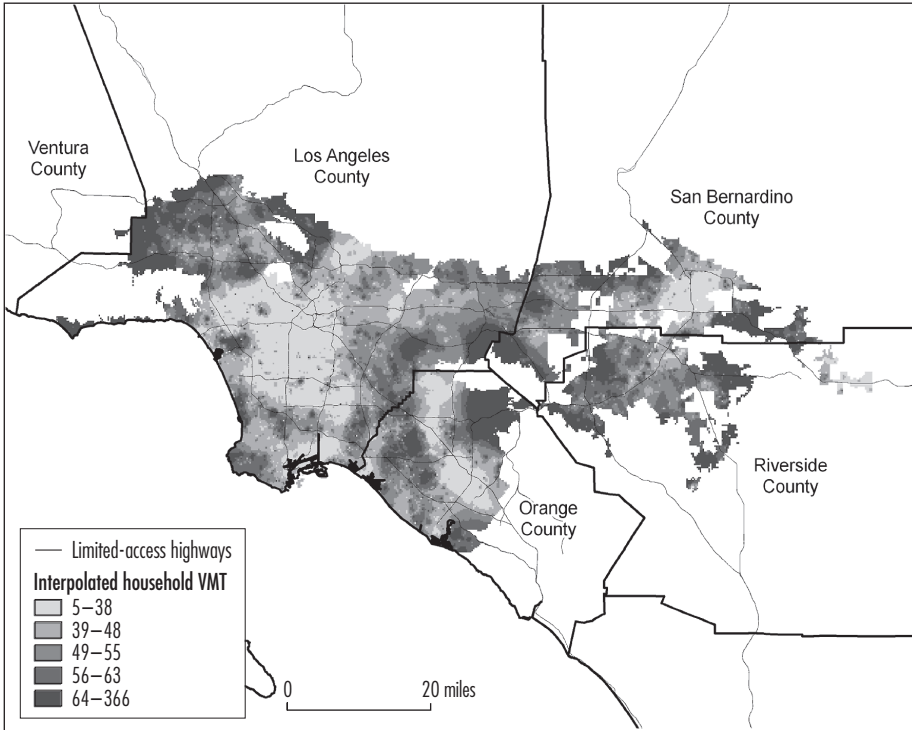 Ventura
County
Los Angeles
County
San Bernardino
County
Riverside
County
Orange
County
Limited-access highways
Interpolated household VMT
5–38
39–48
49–55
56–63
64–366
0 20 miles